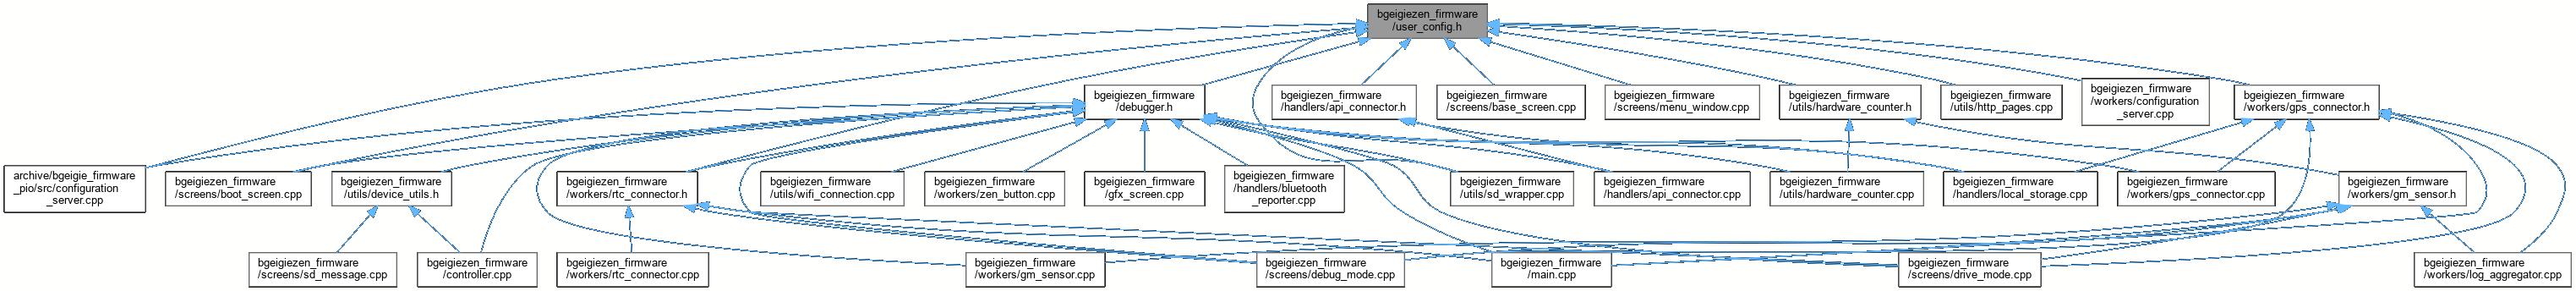 bgeigiezen_firmware
/user_config.h
bgeigiezen_firmware
/debugger.h
bgeigiezen_firmware
/handlers/api_connector.h
bgeigiezen_firmware
/screens/base_screen.cpp
bgeigiezen_firmware
/screens/menu_window.cpp
bgeigiezen_firmware
/utils/hardware_counter.h
bgeigiezen_firmware
/utils/http_pages.cpp
bgeigiezen_firmware
/workers/configuration
_server.cpp
bgeigiezen_firmware
/workers/gps_connector.h
archive/bgeigie_firmware
_pio/src/configuration
_server.cpp
bgeigiezen_firmware
/screens/boot_screen.cpp
bgeigiezen_firmware
/utils/device_utils.h
bgeigiezen_firmware
/workers/rtc_connector.h
bgeigiezen_firmware
/utils/wifi_connection.cpp
bgeigiezen_firmware
/workers/zen_button.cpp
bgeigiezen_firmware
/gfx_screen.cpp
bgeigiezen_firmware
/handlers/bluetooth
_reporter.cpp
bgeigiezen_firmware
/utils/sd_wrapper.cpp
bgeigiezen_firmware
/handlers/api_connector.cpp
bgeigiezen_firmware
/utils/hardware_counter.cpp
bgeigiezen_firmware
/handlers/local_storage.cpp
bgeigiezen_firmware
/workers/gps_connector.cpp
bgeigiezen_firmware
/workers/gm_sensor.h
bgeigiezen_firmware
/screens/sd_message.cpp
bgeigiezen_firmware
/controller.cpp
bgeigiezen_firmware
/workers/rtc_connector.cpp
bgeigiezen_firmware
/workers/gm_sensor.cpp
bgeigiezen_firmware
/screens/debug_mode.cpp
bgeigiezen_firmware
/main.cpp
bgeigiezen_firmware
/screens/drive_mode.cpp
bgeigiezen_firmware
/workers/log_aggregator.cpp